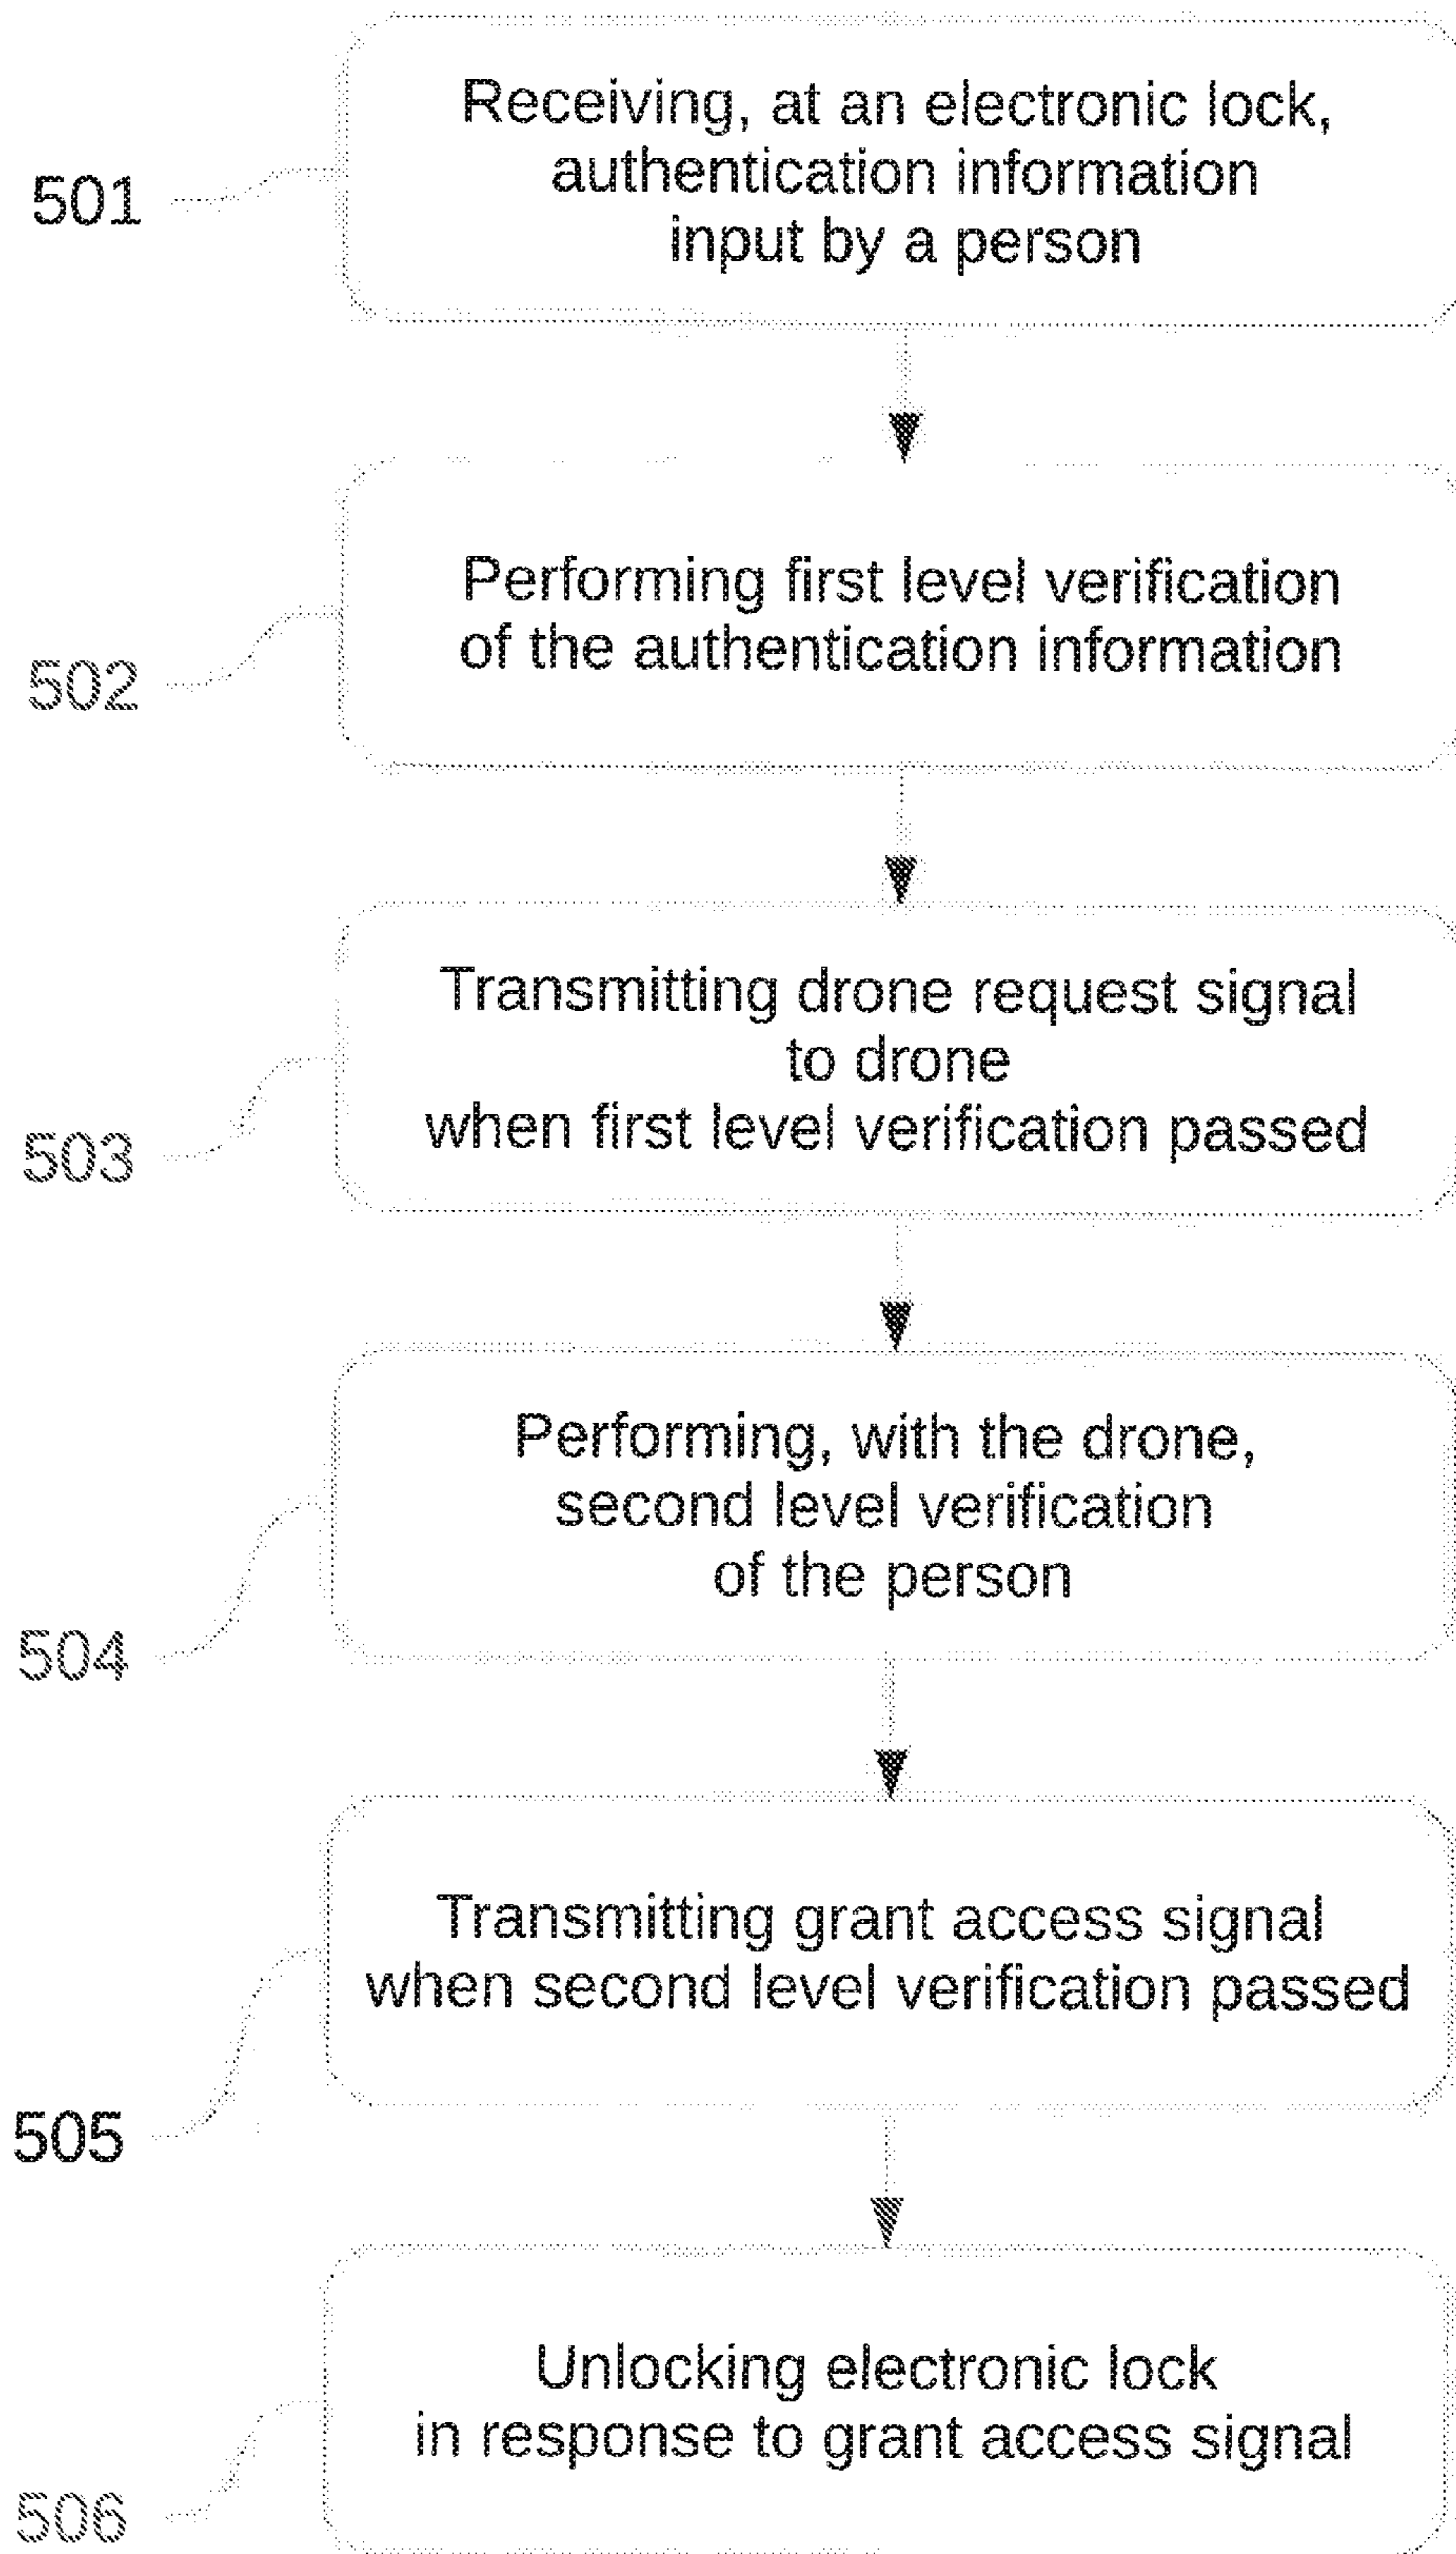 Receiving, at an electronic lock,
authentication information
input by a person
501
Performing first level verification
of the authentication information
502
Transmitting drone request signal
to drone
when first level verification passed
503
Performing, with the drone,
second level verification
of the person
504
Transmitting grant access signal
when second level verification passed
505
Unlocking electronic lock
in response to grant access signal
506